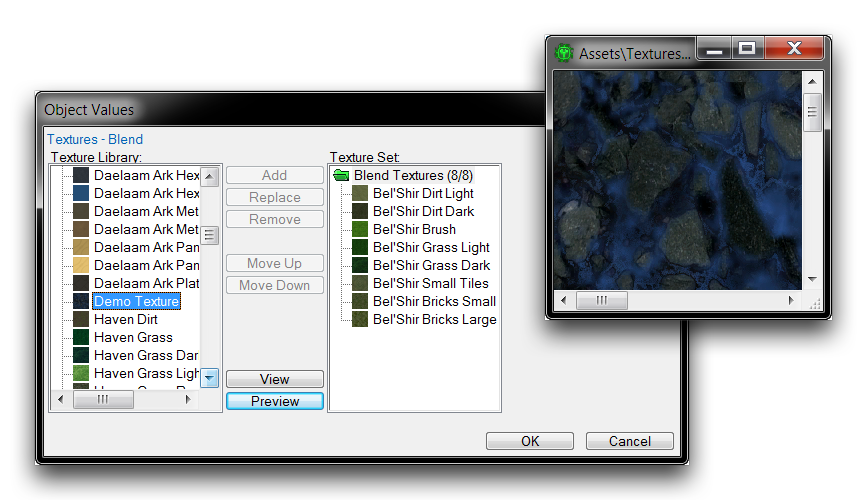 Assets\Textures...
Object Values
Textures - Blend
Texture Library:
Daelaam Ark Hex
Daelaam Ark Hex
Daelaam Ark Met
Daelaam Ark Met
Daelaam Ark Pan
Daelaam Ark Pan
Daelaam Ark Plat
Demo Texture
Haven Dirt
Haven Grass
Haven Grass Dar
Haven Grass Ligh
Add
Replace
Remove
Move Up
Move Down
View
Preview
Texture Set:
Blend Textures (8/8)
Bel'Shir Dirt Light
Bel'Shir Dirt Dark
Bel'Shir Brush
Bel'Shir Grass Light
Bel'Shir Grass Dark
Bel'Shir Small Tiles
Bel'Shir Bricks Small
Bel'Shir Bricks Large
OK
Cancel